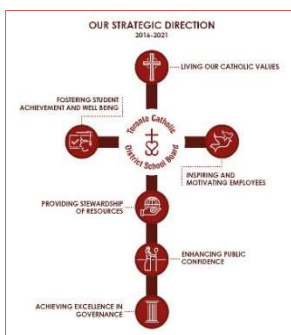 OUR STRATEGIC DIRECTION
2016-2021
LIVING OUR CATHOLIC VALUES
FOSTERING STUDENT
ACHIEVEMENT AND WELL BEING
Toronto Catholic
District School Board
INSPIRING AND
MOTIVATING EMPLOYEES
PROVIDING STEWARDSHIP
OF RESOURCES
ENHANCING PUBLIC
CONFIDENCE
ACHIEVING EXCELLENCE IN
GOVERNANCE